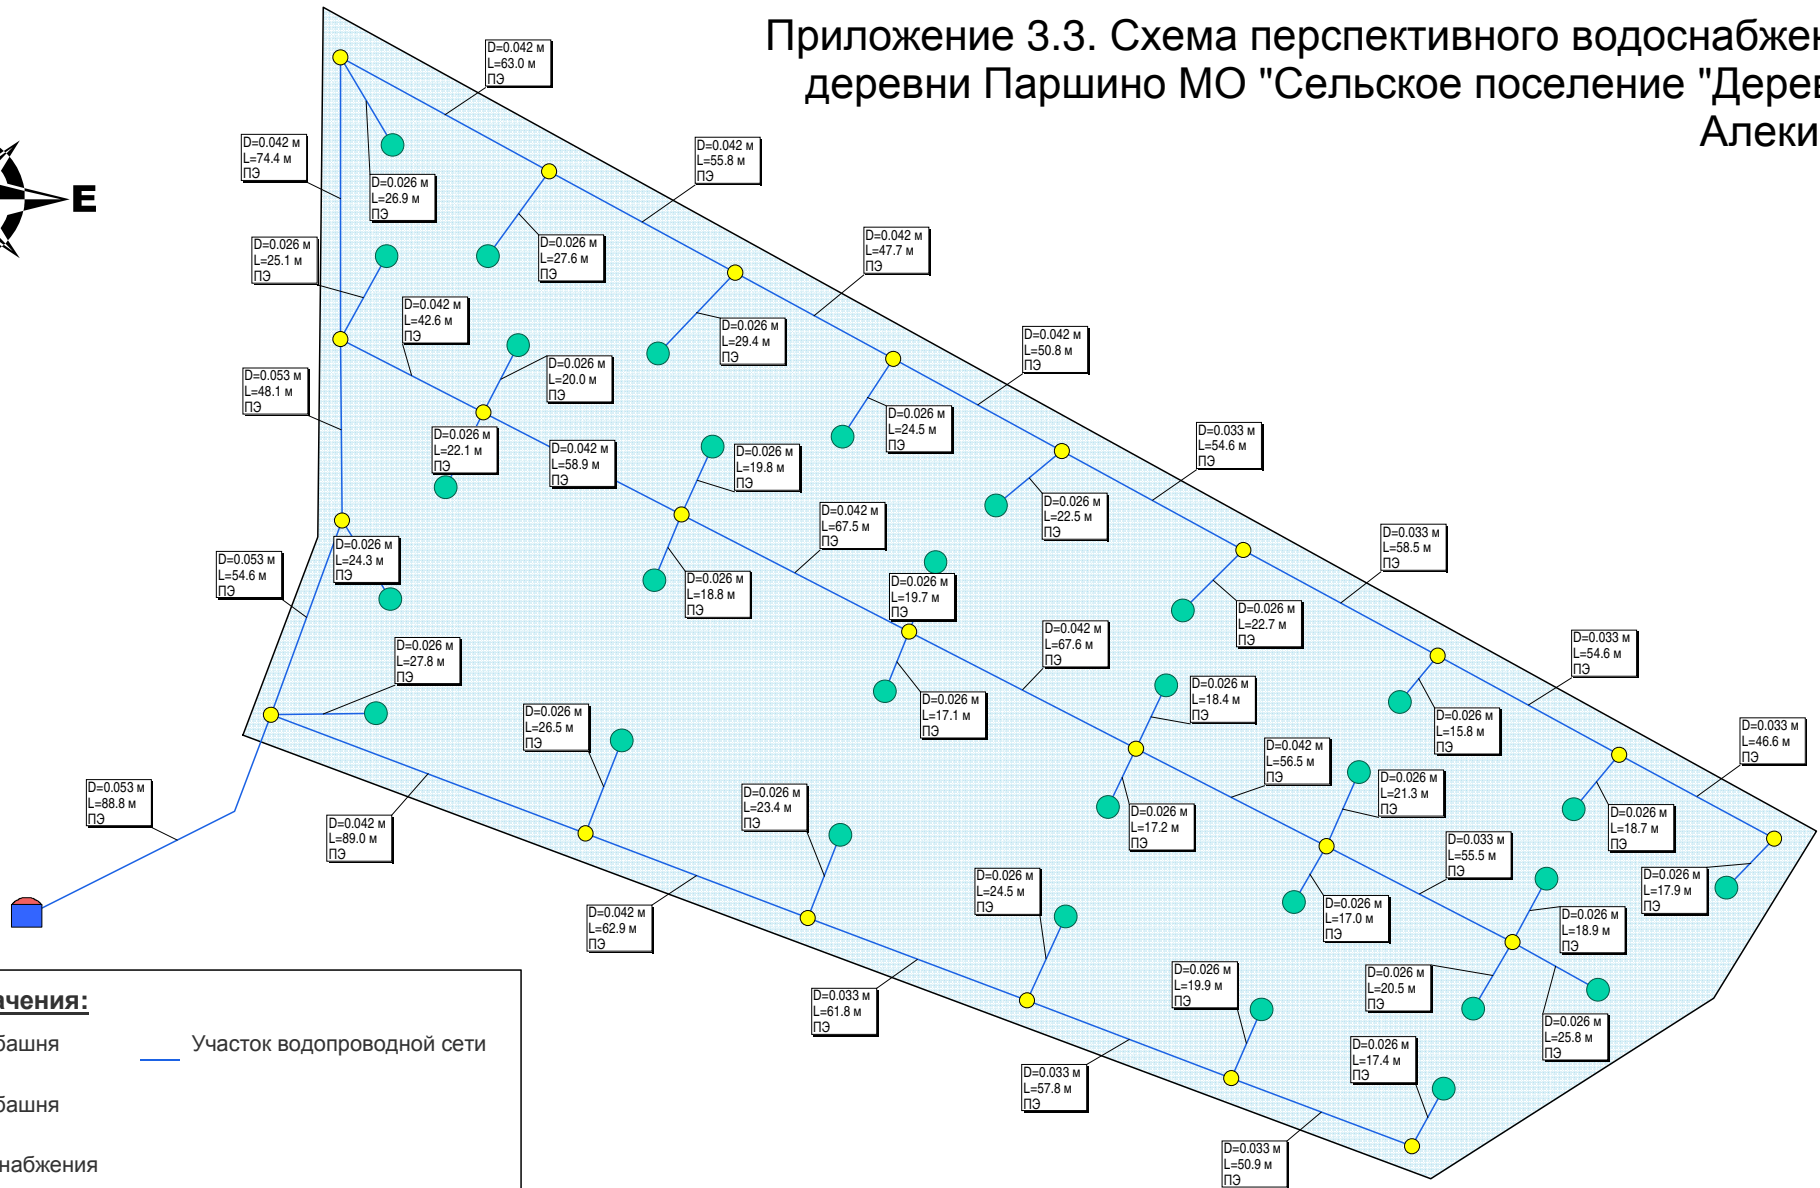 Приложение 3.3. Схема перспективного водоснабжен
деревни Паршино МО "Сельское поселение "Дерев
Алеки
E
D=0.042 м
L=63.0 м
ПЭ
D=0.042 м
L=74.4 м
ПЭ
D=0.042 м
L=55.8 м
ПЭ
D=0.026 м
L=26.9 м
ПЭ
D=0.026 м
L=25.1 м
ПЭ
D=0.026 м
L=27.6 м
ПЭ
D=0.042 м
L=47.7 м
ПЭ
D=0.042 м
L=42.6 м
ПЭ
D=0.026 м
L=29.4 м
ПЭ
D=0.042 м
L=50.8 м
ПЭ
D=0.026 м
L=20.0 м
ПЭ
D=0.053 м
L=48.1 м
ПЭ
D=0.026 м
L=24.5 м
ПЭ
D=0.033 м
L=54.6 м
ПЭ
D=0.026 м
L=22.1 м
ПЭ
D=0.042 м
L=58.9 м
ПЭ
D=0.026 м
L=19.8 м
ПЭ
D=0.026 м
L=22.5 м
ПЭ
D=0.042 м
L=67.5 м
ПЭ
D=0.033 м
L=58.5 м
ПЭ
D=0.026 м
L=24.3 м
ПЭ
D=0.053 м
L=54.6 м
ПЭ
D=0.026 м
L=18.8 м
ПЭ
D=0.026 м
L=19.7 м
ПЭ
D=0.026 м
L=22.7 м
ПЭ
D=0.042 м
L=67.6 м
ПЭ
D=0.033 м
L=54.6 м
ПЭ
D=0.026 м
L=27.8 м
ПЭ
D=0.026 м
L=18.4 м
ПЭ
D=0.026 м
L=17.1 м
ПЭ
D=0.026 м
L=26.5 м
ПЭ
D=0.026 м
L=15.8 м
ПЭ
D=0.033 м
L=46.6 м
ПЭ
D=0.042 м
L=56.5 м
ПЭ
D=0.026 м
L=21.3 м
ПЭ
D=0.053 м
L=88.8 м
ПЭ
D=0.026 м
L=23.4 м
ПЭ
D=0.026 м
L=17.2 м
ПЭ
D=0.026 м
L=18.7 м
ПЭ
D=0.042 м
L=89.0 м
ПЭ
D=0.033 м
L=55.5 м
ПЭ
D=0.026 м
L=24.5 м
ПЭ
D=0.026 м
L=17.9 м
ПЭ
D=0.026 м
L=17.0 м
ПЭ
D=0.042 м
L=62.9 м
ПЭ
D=0.026 м
L=18.9 м
ПЭ
D=0.026 м
L=19.9 м
ПЭ
D=0.026 м
L=20.5 м
ПЭ
D=0.033 м
L=61.8 м
ПЭ
D=0.026 м
L=25.8 м
ПЭ
D=0.026 м
L=17.4 м
ПЭ
D=0.033 м
L=57.8 м
ПЭ
D=0.033 м
L=50.9 м
ПЭ
ачения:
башня
Участок водопроводной сети
башня
набжения